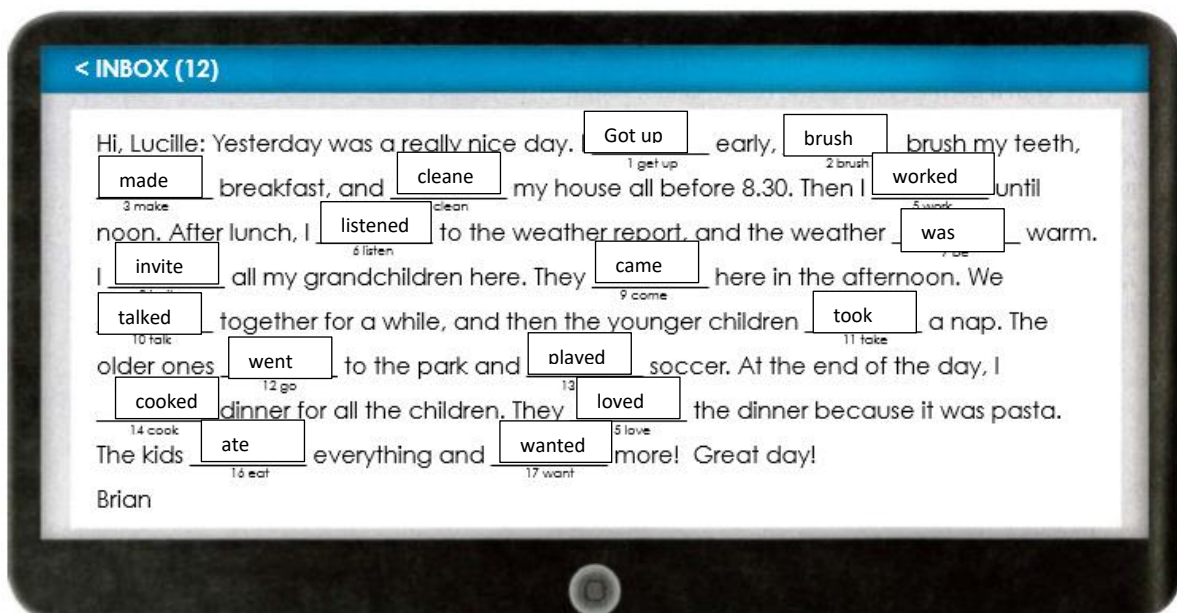 < INBOX (12)
Hi, Lucille: Yesterday was a really nice day. I Got up early, brush brush my teeth,
1 get up 2 brush
made breakfast, and cleane my house all before 8.30. Then I worked until
3 make clean 5 work
noon. After lunch, I listened to the weather report, and the weather was warm.
6 listen 7 be
I invite all my grandchildren here. They came here in the afternoon. We
9 come
talked together for a while, and then the younger children took a nap. The
10 talk 11 take
older ones went to the park and played soccer. At the end of the day, I
12 go 13
cooked dinner for all the children. They loved the dinner because it was pasta.
14 cook 5 love
The kids ate everything and wanted more! Great day!
16 eat 17 want
Brian